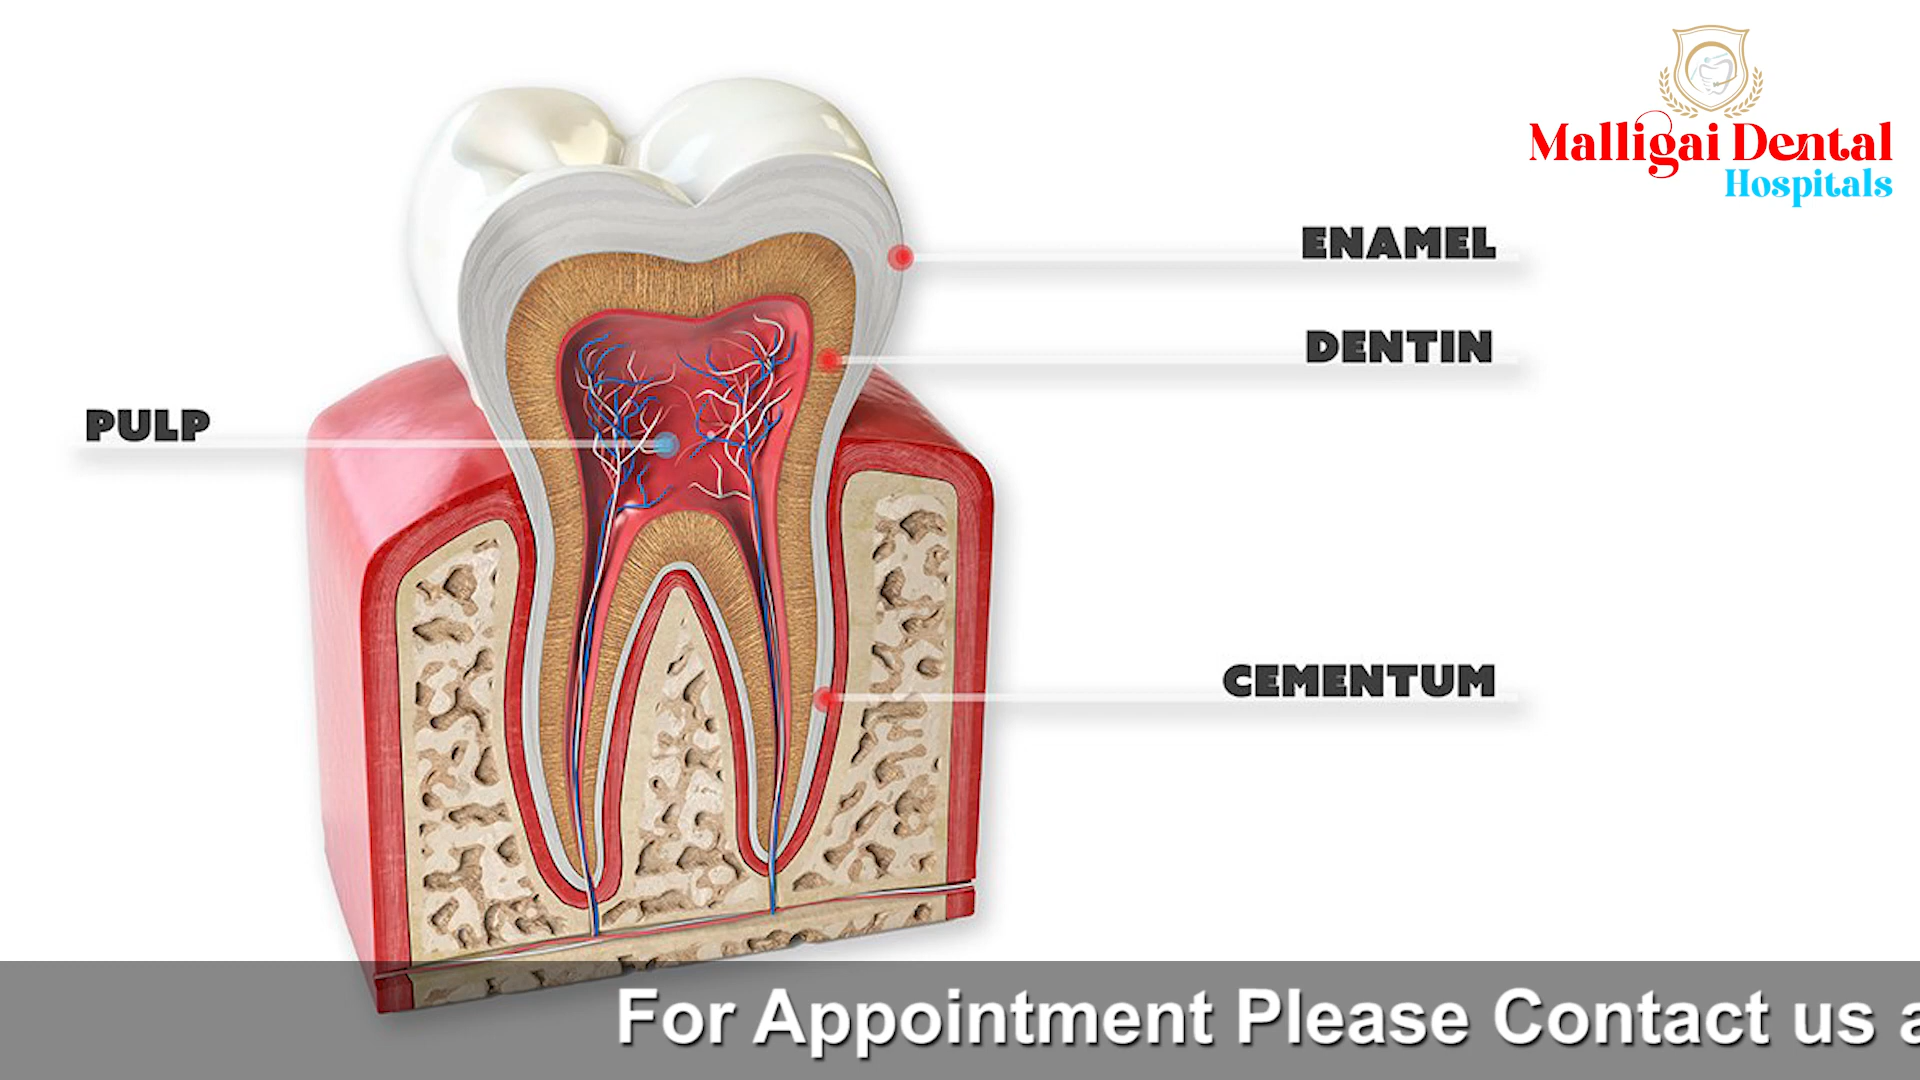 Malligai Dental
Hospitals
ENAMEL
DENTIN
PULP
CEMENTUM
For Appointment Please Contact us